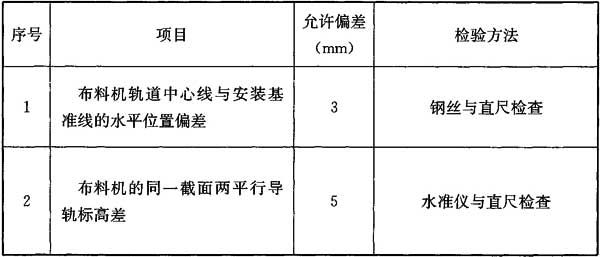 序号
项目
允许偏差
（mm）
检验方法
1
布料机轨道中心线与安装基
准线的水平位置偏差
3
钢丝与直尺检查
2
布料机的同一截面两平行导
轨标高差
5
水准仪与直尺检查